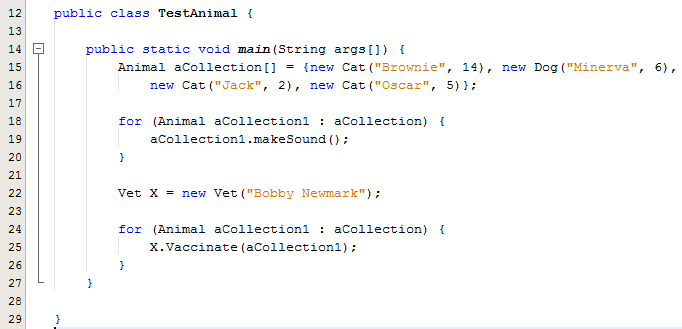 12 public class TestAnimal {
13
14 public static void main(String args[]) {
15 Animal aCollection[] = {new Cat("Brownie", 14), new Dog("Minerva", 6),
16 new Cat("Jack", 2), new Cat("Oscar", 5)};
17
18 for (Animal aCollection1 : aCollection) {
19 aCollection1.makeSound();
20 }
21
22 Vet X = new Vet("Bobby Newmark");
23
24 for (Animal aCollection1 : aCollection) {
25 X.Vaccinate(aCollection1);
26 }
27 }
28
29 }